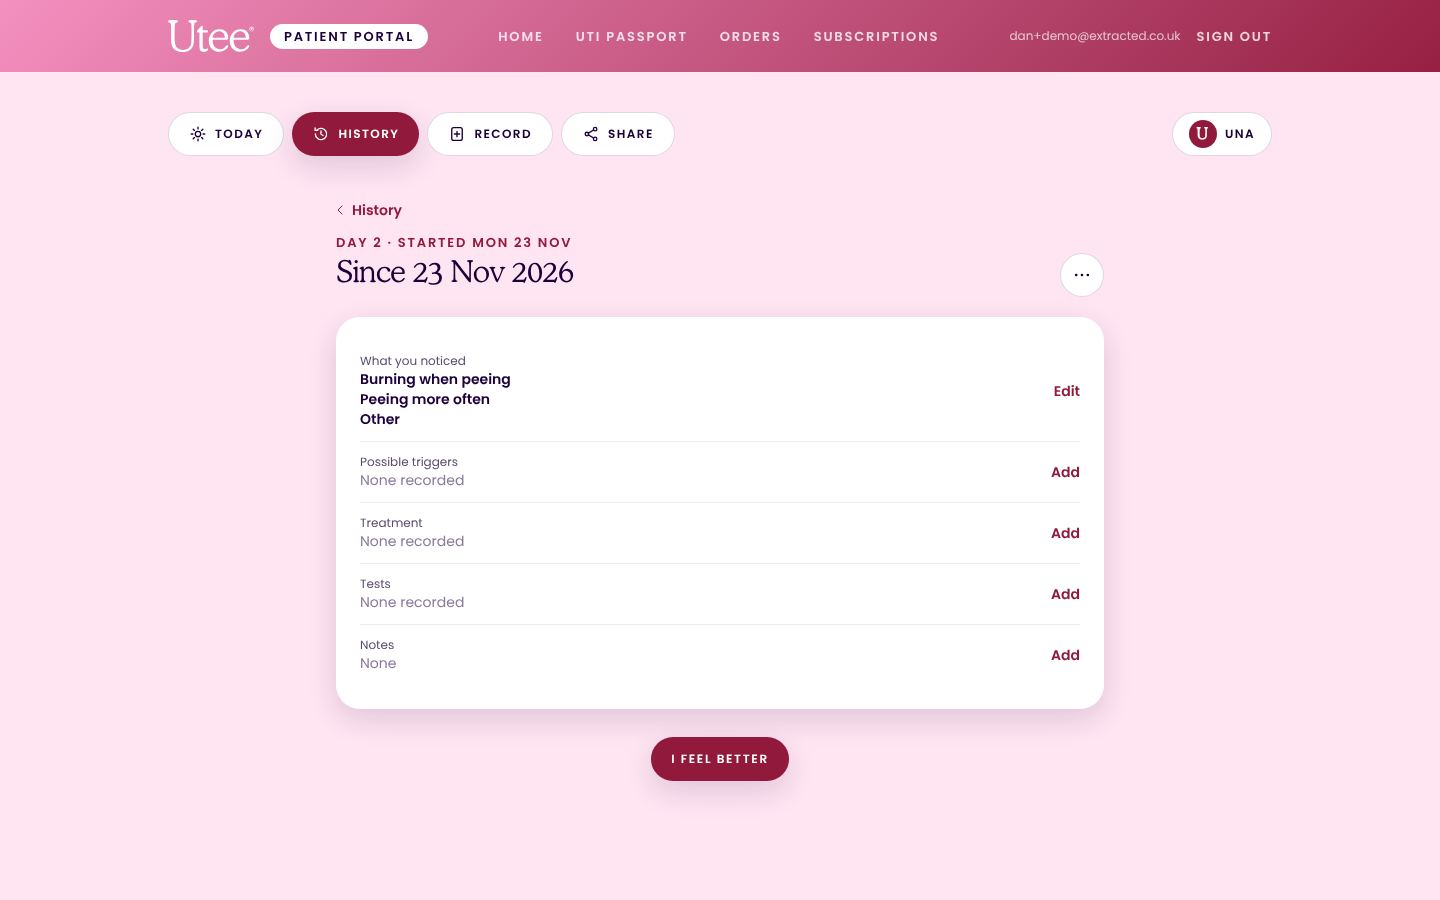 Utee®
PATIENT PORTAL
HOME
UTI PASSPORT
ORDERS
SUBSCRIPTIONS
dan+demo@extracted.co.uk
SIGN OUT
TODAY
HISTORY
RECORD
SHARE
U
UNA
History
DAY 2 · STARTED MON 23 NOV
Since 23 Nov 2026
What you noticed
Burning when peeing
Peeing more often
Other
Edit
Possible triggers
None recorded
Add
Treatment
None recorded
Add
Tests
None recorded
Add
Notes
None
Add
I FEEL BETTER